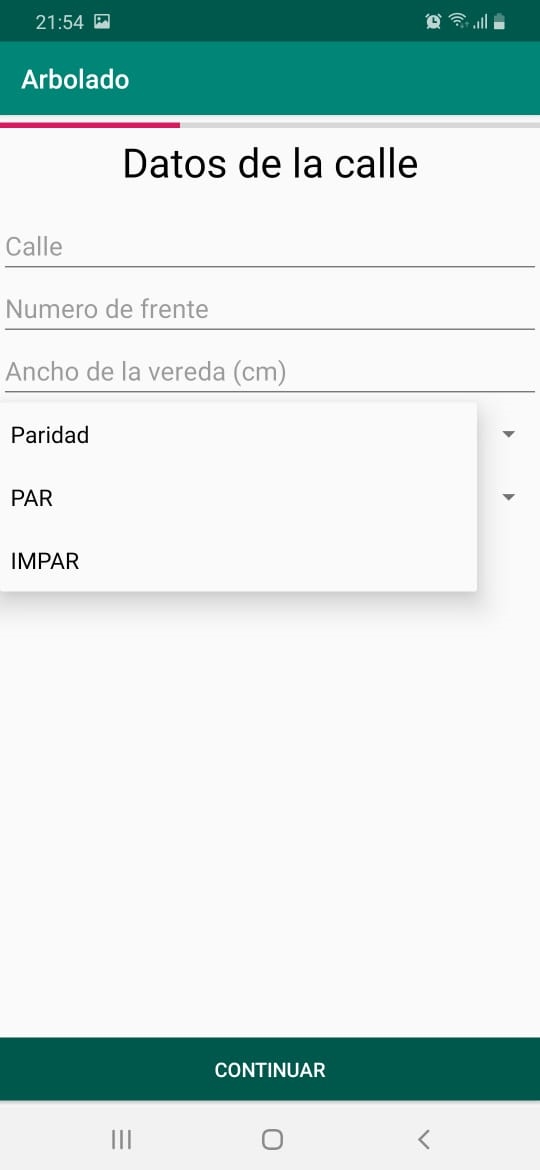 21:54
Arbolado
Datos de la calle
Calle
Numero de frente
Ancho de la vereda (cm)
Paridad
PAR
IMPAR
CONTINUAR